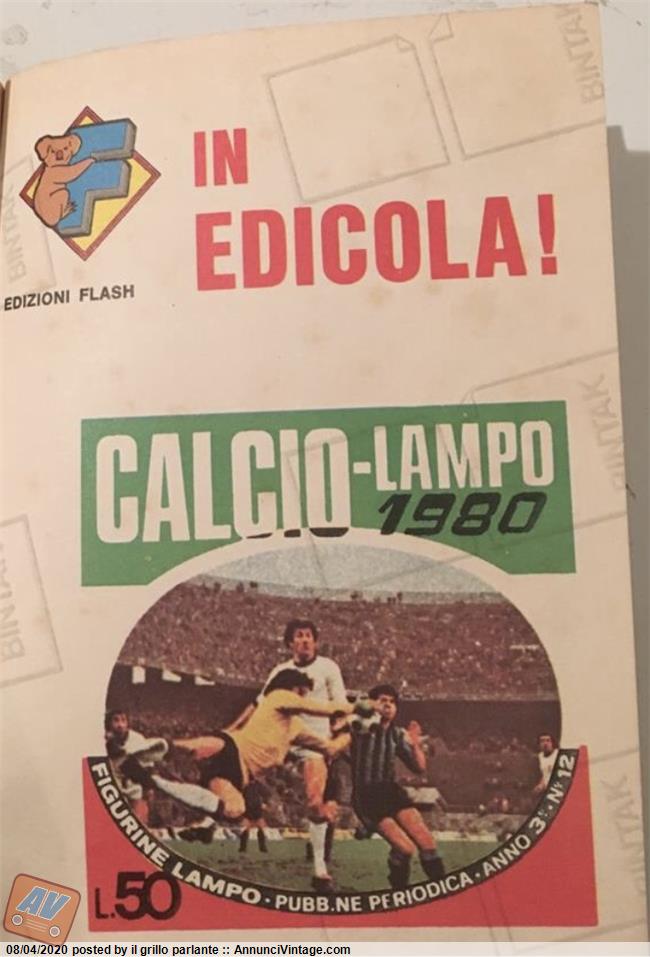 IN
EDICOLA!
EDIZIONI FLASH
CALCIO-LAMPO
1980
FIGURINE LAMPO · PUBB.NE PERIODICA · ANNO 3° · N° 12
L.50
BINTAK
BINTAK
BINTAK
BINTAK
BINTAK
AV
08/04/2020 posted by il grillo parlante :: AnnunciVintage.com